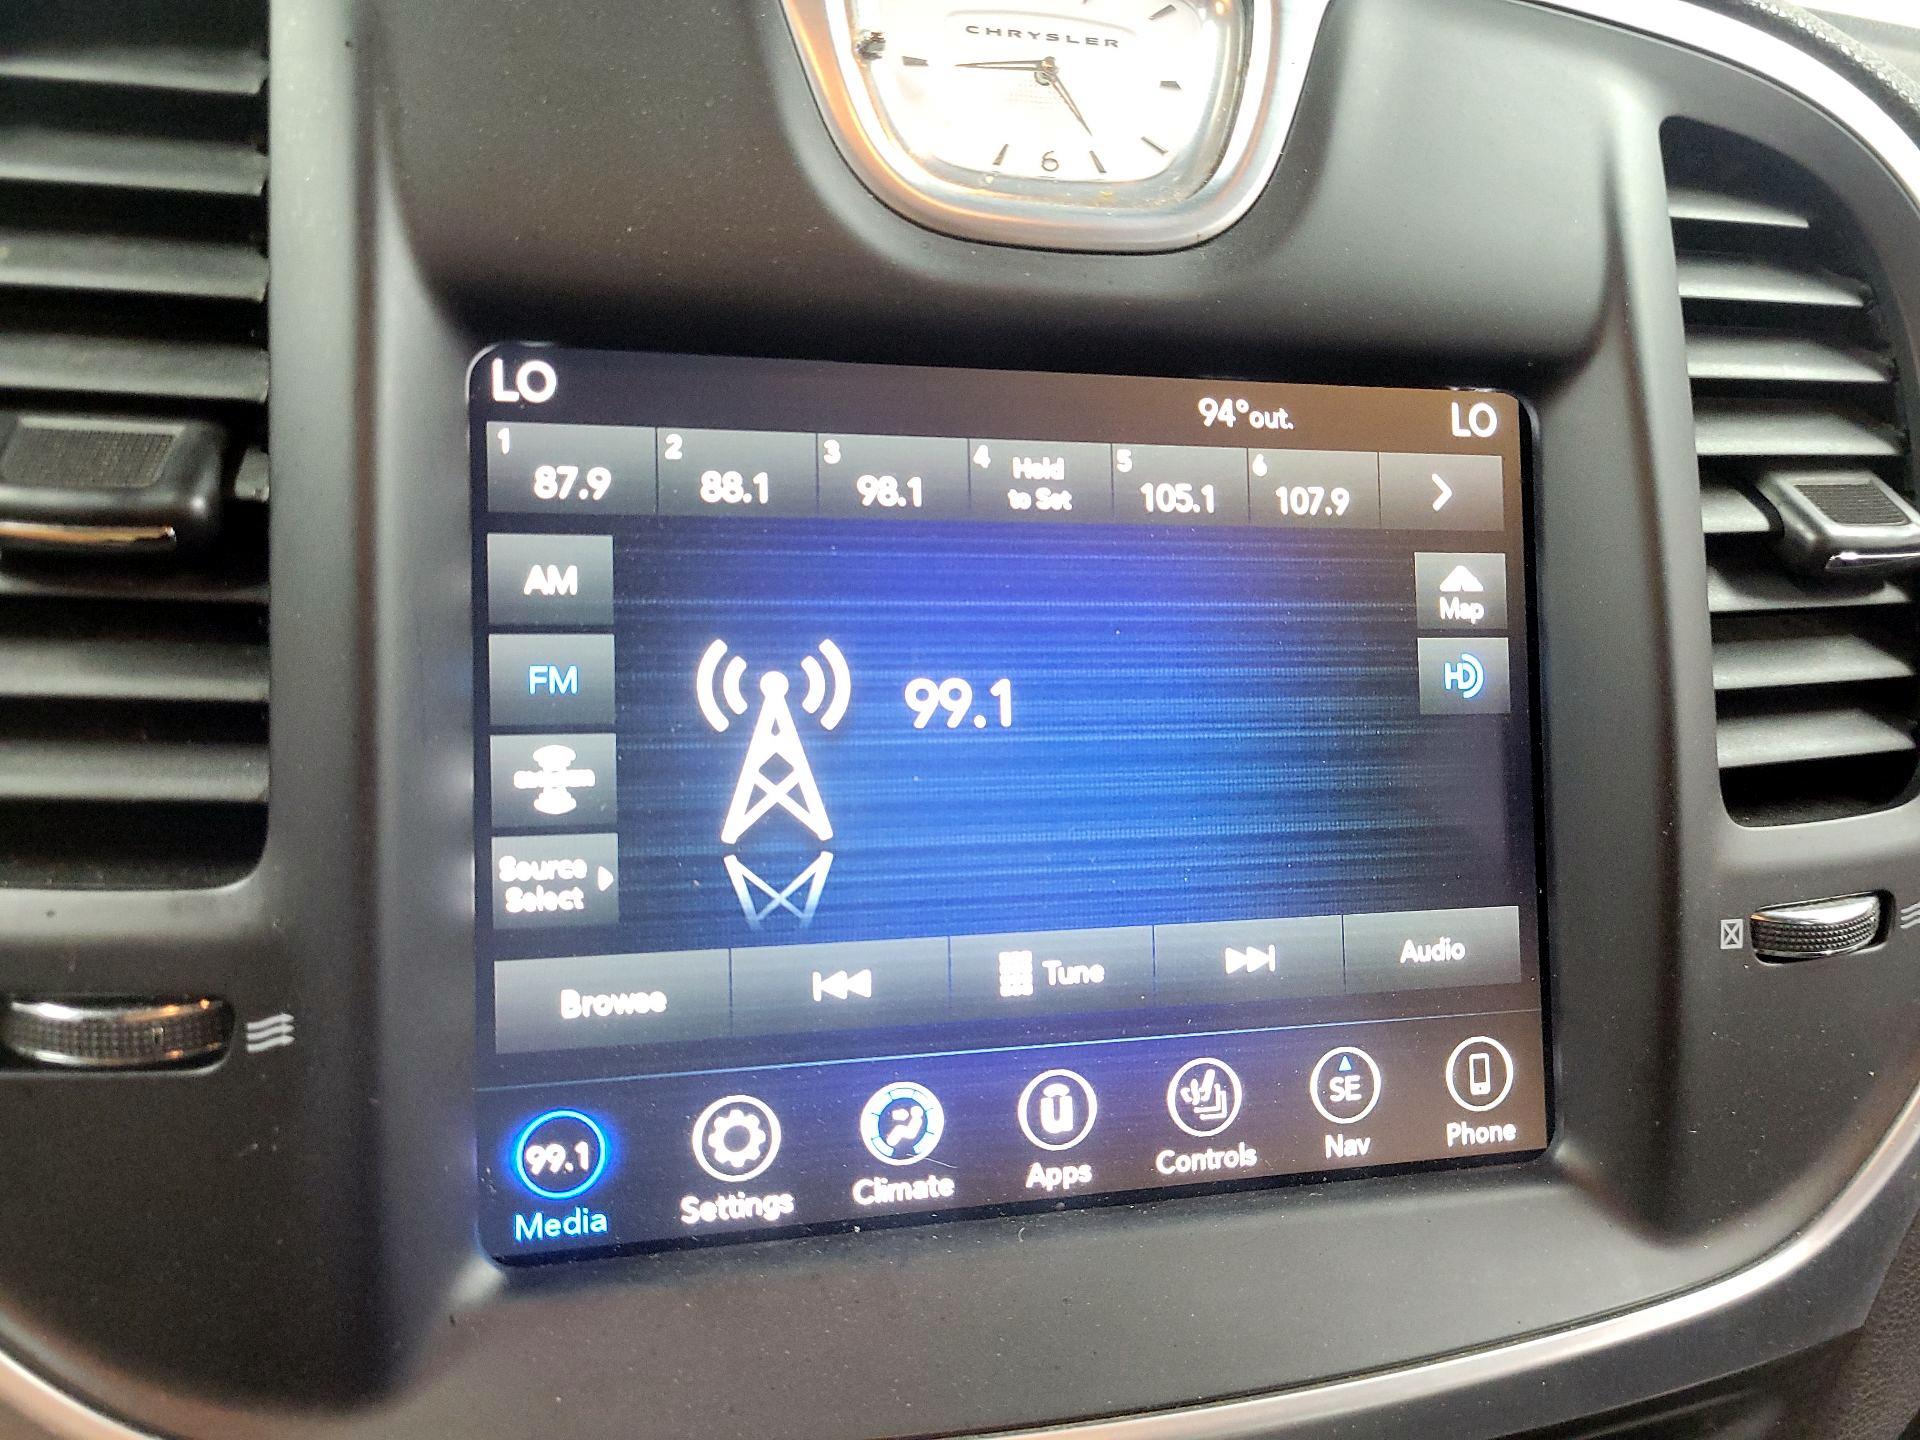 CHRYSLER
6
LO
94°out.
LO
1 87.9
2 88.1
3 98.1
4 Hold
to Set
5 105.1
6 107.9
AM
Map
FM
99.1
HD
Source
Select
Browse
Tune
Audio
99.1
Media
Settings
Climate
u
Apps
Controls
SE
Nav
Phone